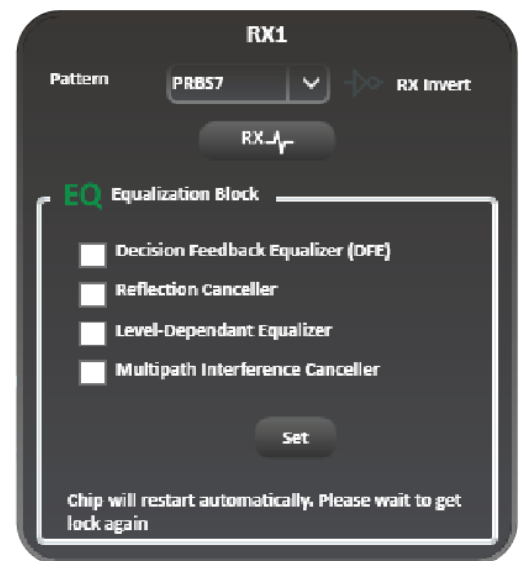 RX1
Pattern PRBS7 RX Invert
RX
EQ Equalization Block
Decision Feedback Equalizer (DFE)
Reflection Canceller
Level-Dependant Equalizer
Multipath Interference Canceller
Set
Chip will restart automatically. Please wait to get
lock again